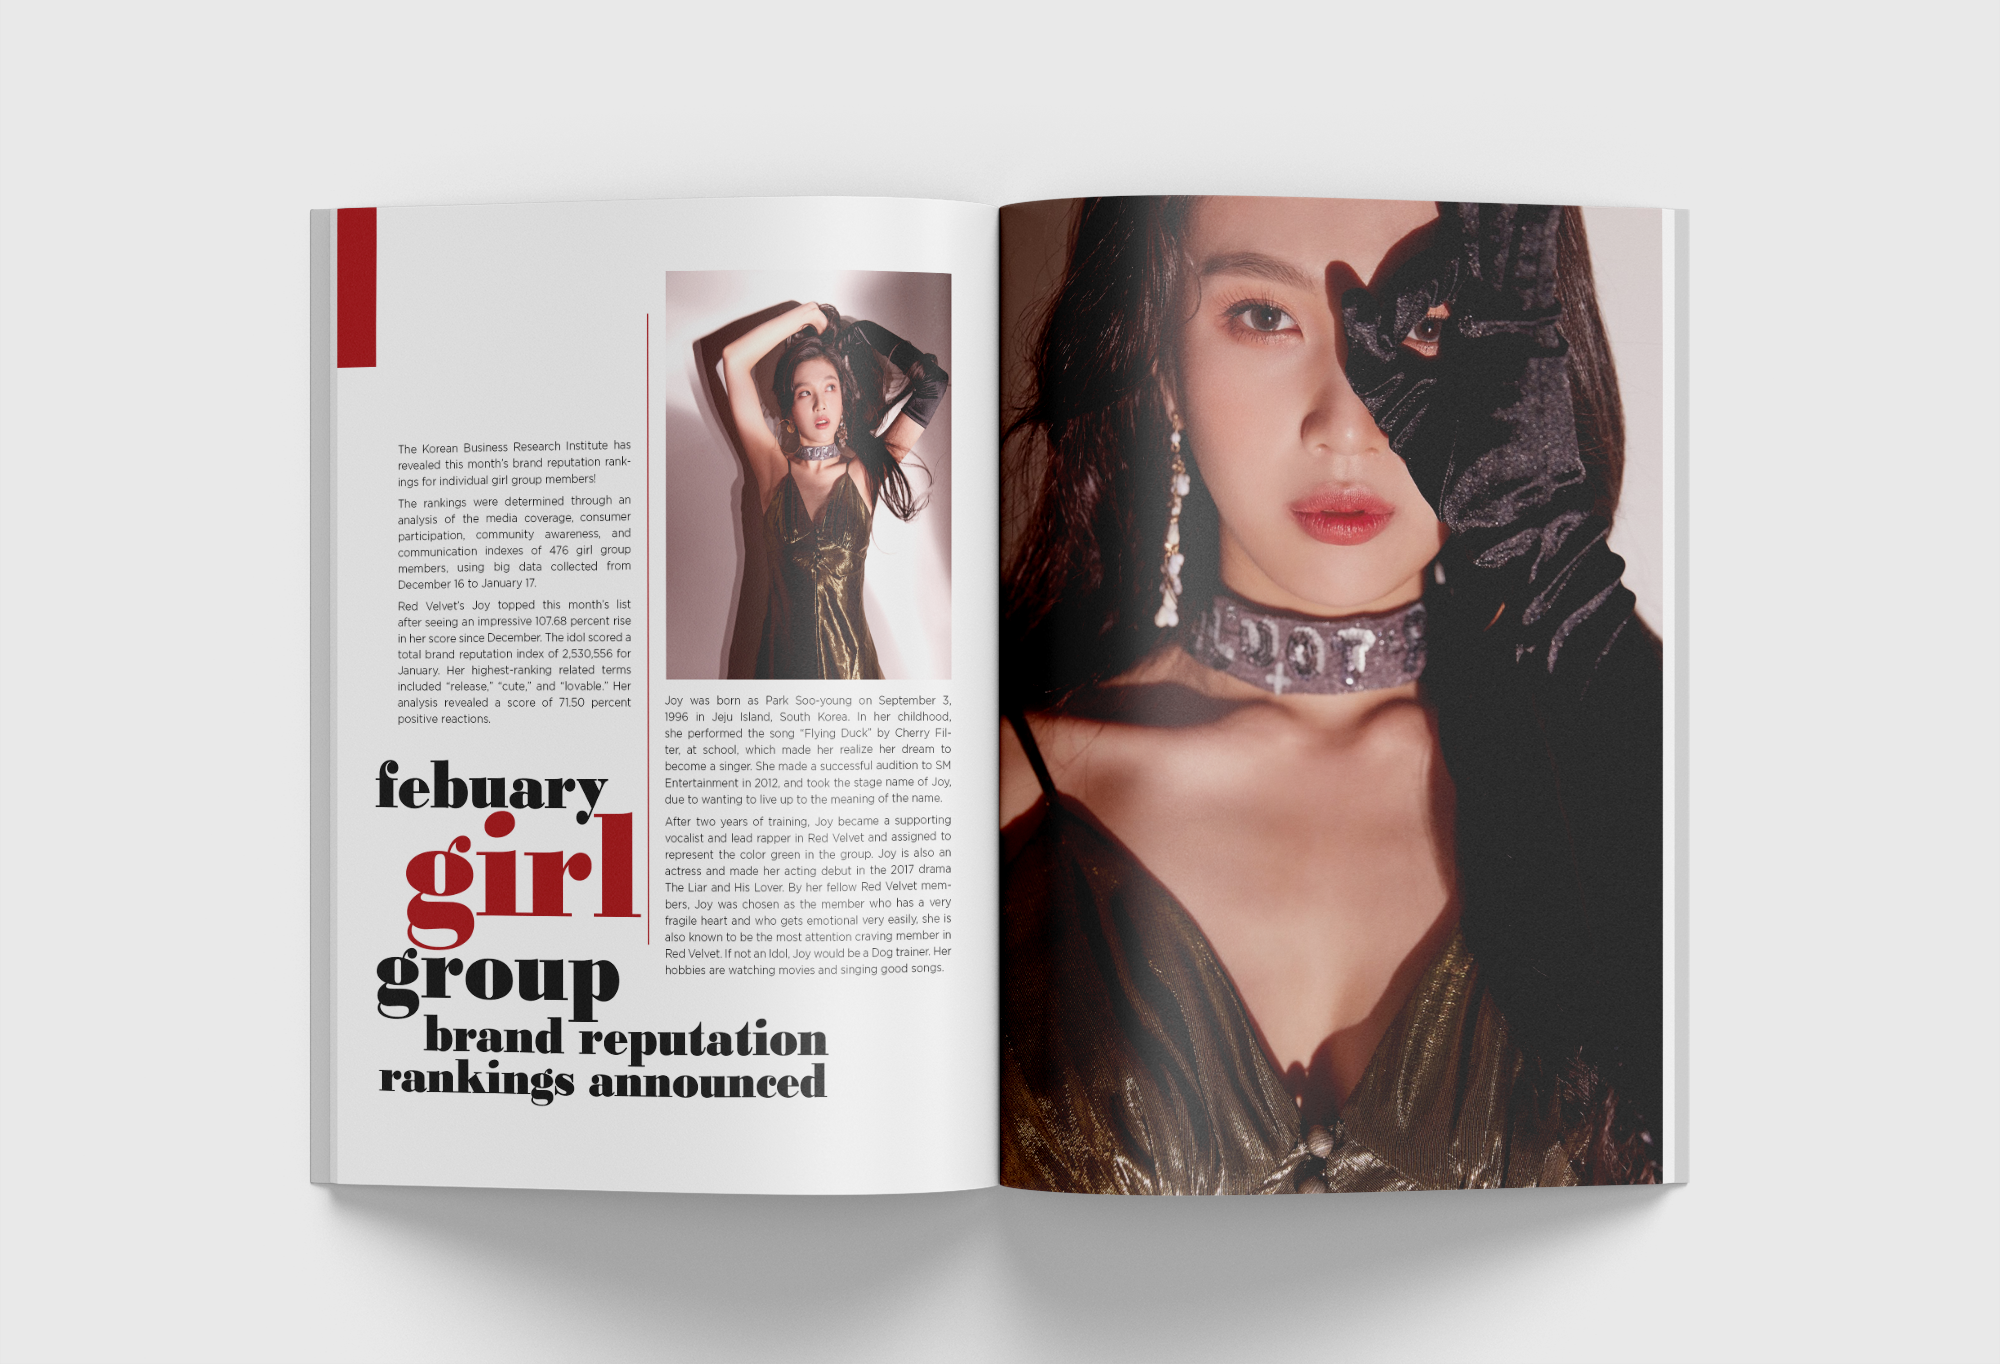 The Korean Business Research Institute has
revealed this month's brand reputation rank-
ings for individual girl group members!
The rankings were determined through an
analysis of the media coverage, consumer
participation, community awareness, and
communication indexes of 476 girl group
members, using big data collected from
December 16 to January 17.
Red Velvet's Joy topped this month's list
after seeing an impressive 107.68 percent rise
in her score since December. The idol scored a
total brand reputation index of 2,530,556 for
January. Her highest-ranking related terms
included “release,” “cute,” and “lovable.” Her
analysis revealed a score of 71.50 percent
positive reactions.
febuary
girl
group
brand reputation
rankings announced
Joy was born as Park Soo-young on September 3,
1996 in Jeju Island, South Korea. In her childhood,
she performed the song “Flying Duck” by Cherry Fil-
ter, at school, which made her realize her dream to
become a singer. She made a successful audition to SM
Entertainment in 2012, and took the stage name of Joy,
due to wanting to live up to the meaning of the name.
After two years of training, Joy became a supporting
vocalist and lead rapper in Red Velvet and assigned to
represent the color green in the group. Joy is also an
actress and made her acting debut in the 2017 drama
The Liar and His Lover. By her fellow Red Velvet mem-
bers, Joy was chosen as the member who has a very
fragile heart and who gets emotional very easily, she is
also known to be the most attention craving member in
Red Velvet. If not an Idol, Joy would be a Dog trainer. Her
hobbies are watching movies and singing good songs.